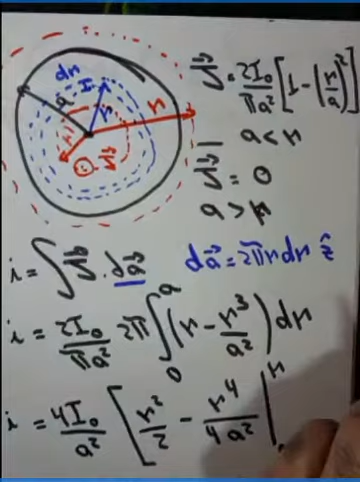 dr
a
I
r
r
J⃗
J⃗ = 2I₀/πa² [1 - (r/a)²]
a < r
J⃗ = 0
a > r
i = ∫ J⃗ · da⃗
da⃗ = 2πr dr ẑ
i = 2I₀/πa² 2π ∫₀ᵃ (r - r³/a²) dr
i = 4I₀/a² [r²/2 - r⁴/4a² |ʳ